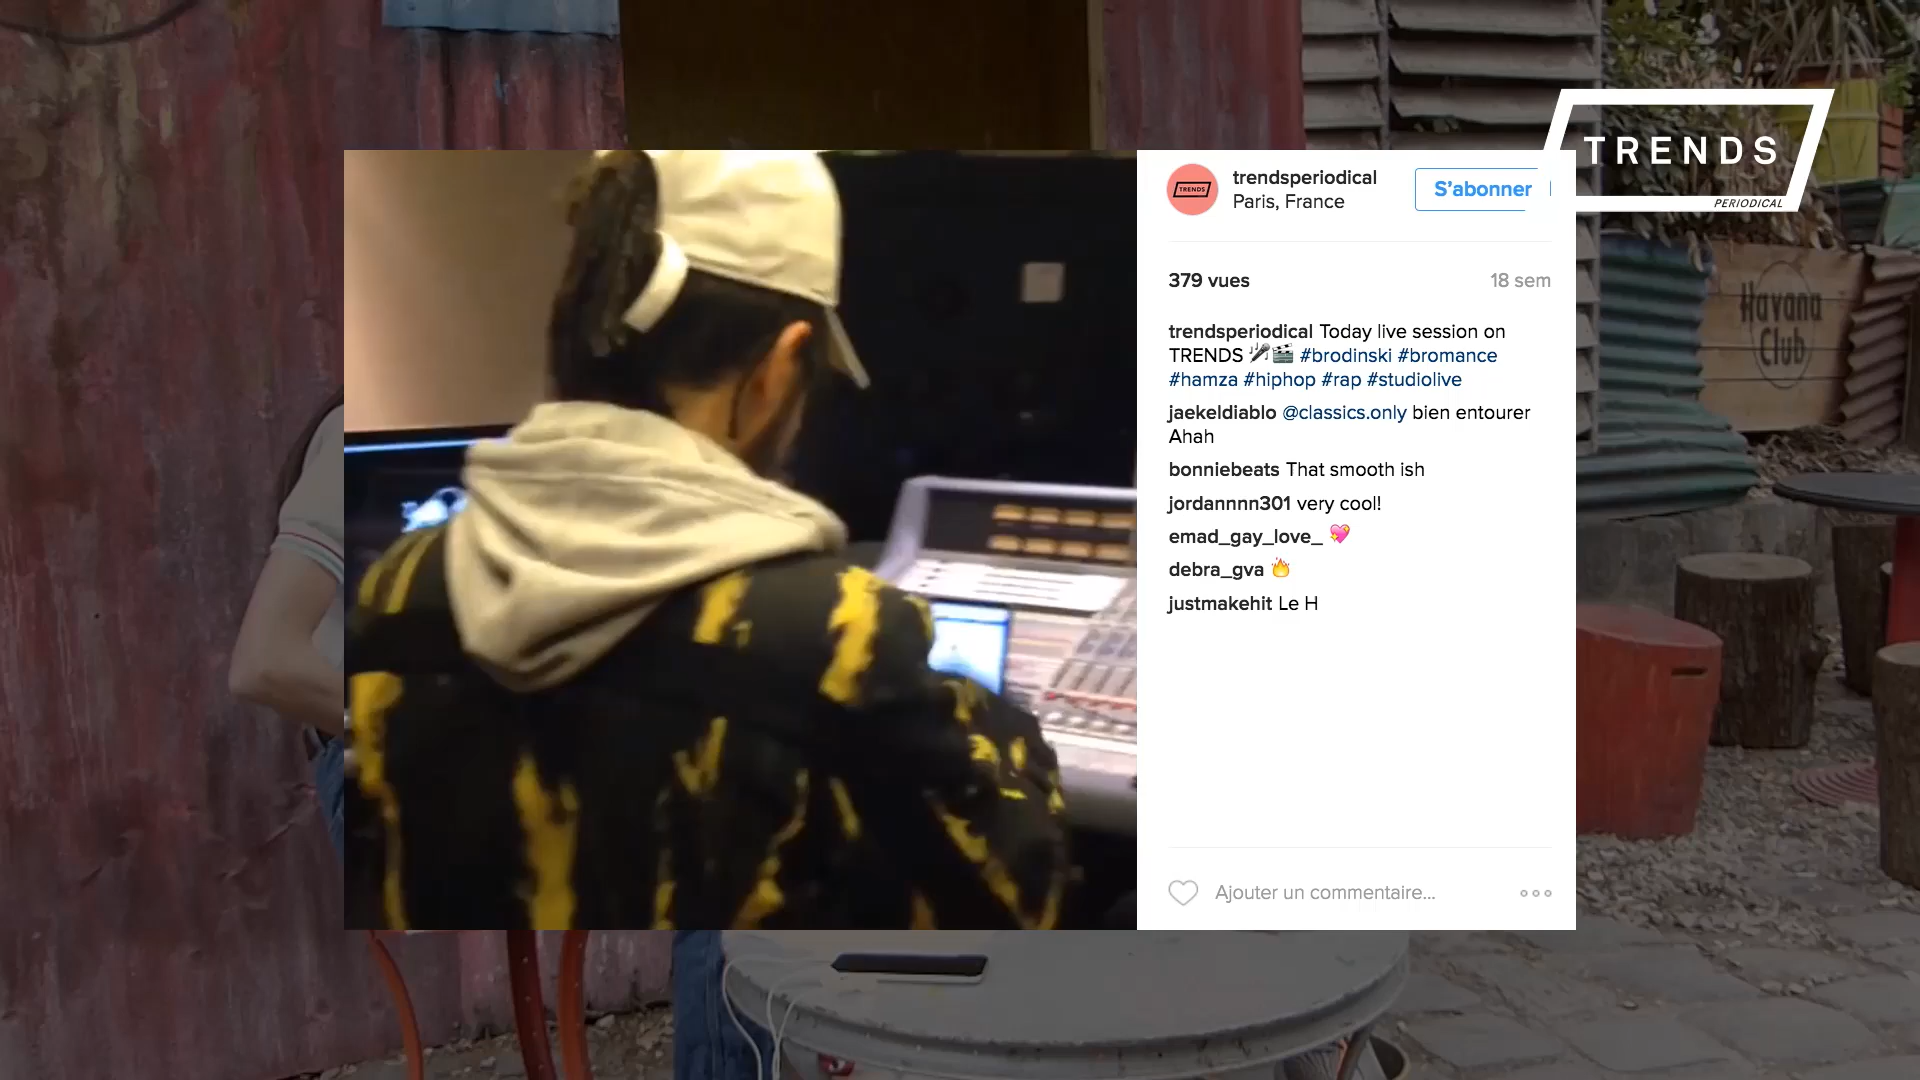 TRENDS
PERIODICAL
TRENDS
trendsperiodical
Paris, France
S'abonner
379 vues
18 sem
trendsperiodical Today live session on
TRENDS 🎤🎬 #brodinski #bromance
#hamza #hiphop #rap #studiolive
jaekeldiablo @classics.only bien entourer
Ahah
bonniebeats That smooth ish
jordannnn301 very cool!
emad_gay_love_ 💖
debra_gva 🔥
justmakehit Le H
Ajouter un commentaire...
Havana
Club